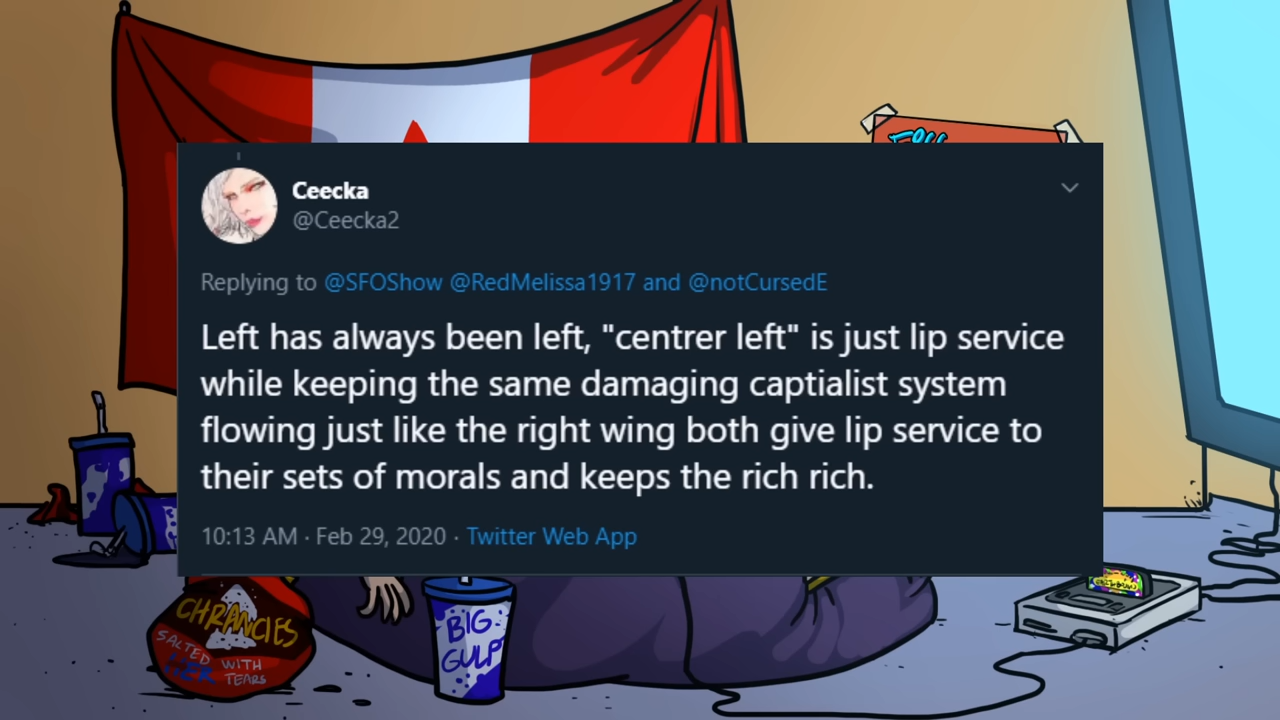 Ceecka
@Ceecka2
Replying to @SFOShow @RedMelissa1917 and @notCursedE
Left has always been left, "centrer left" is just lip service
while keeping the same damaging captialist system
flowing just like the right wing both give lip service to
their sets of morals and keeps the rich rich.
10:13 AM · Feb 29, 2020 · Twitter Web App
CHRANCIES
SALTED WITH
HER TEARS
BIG
GULP